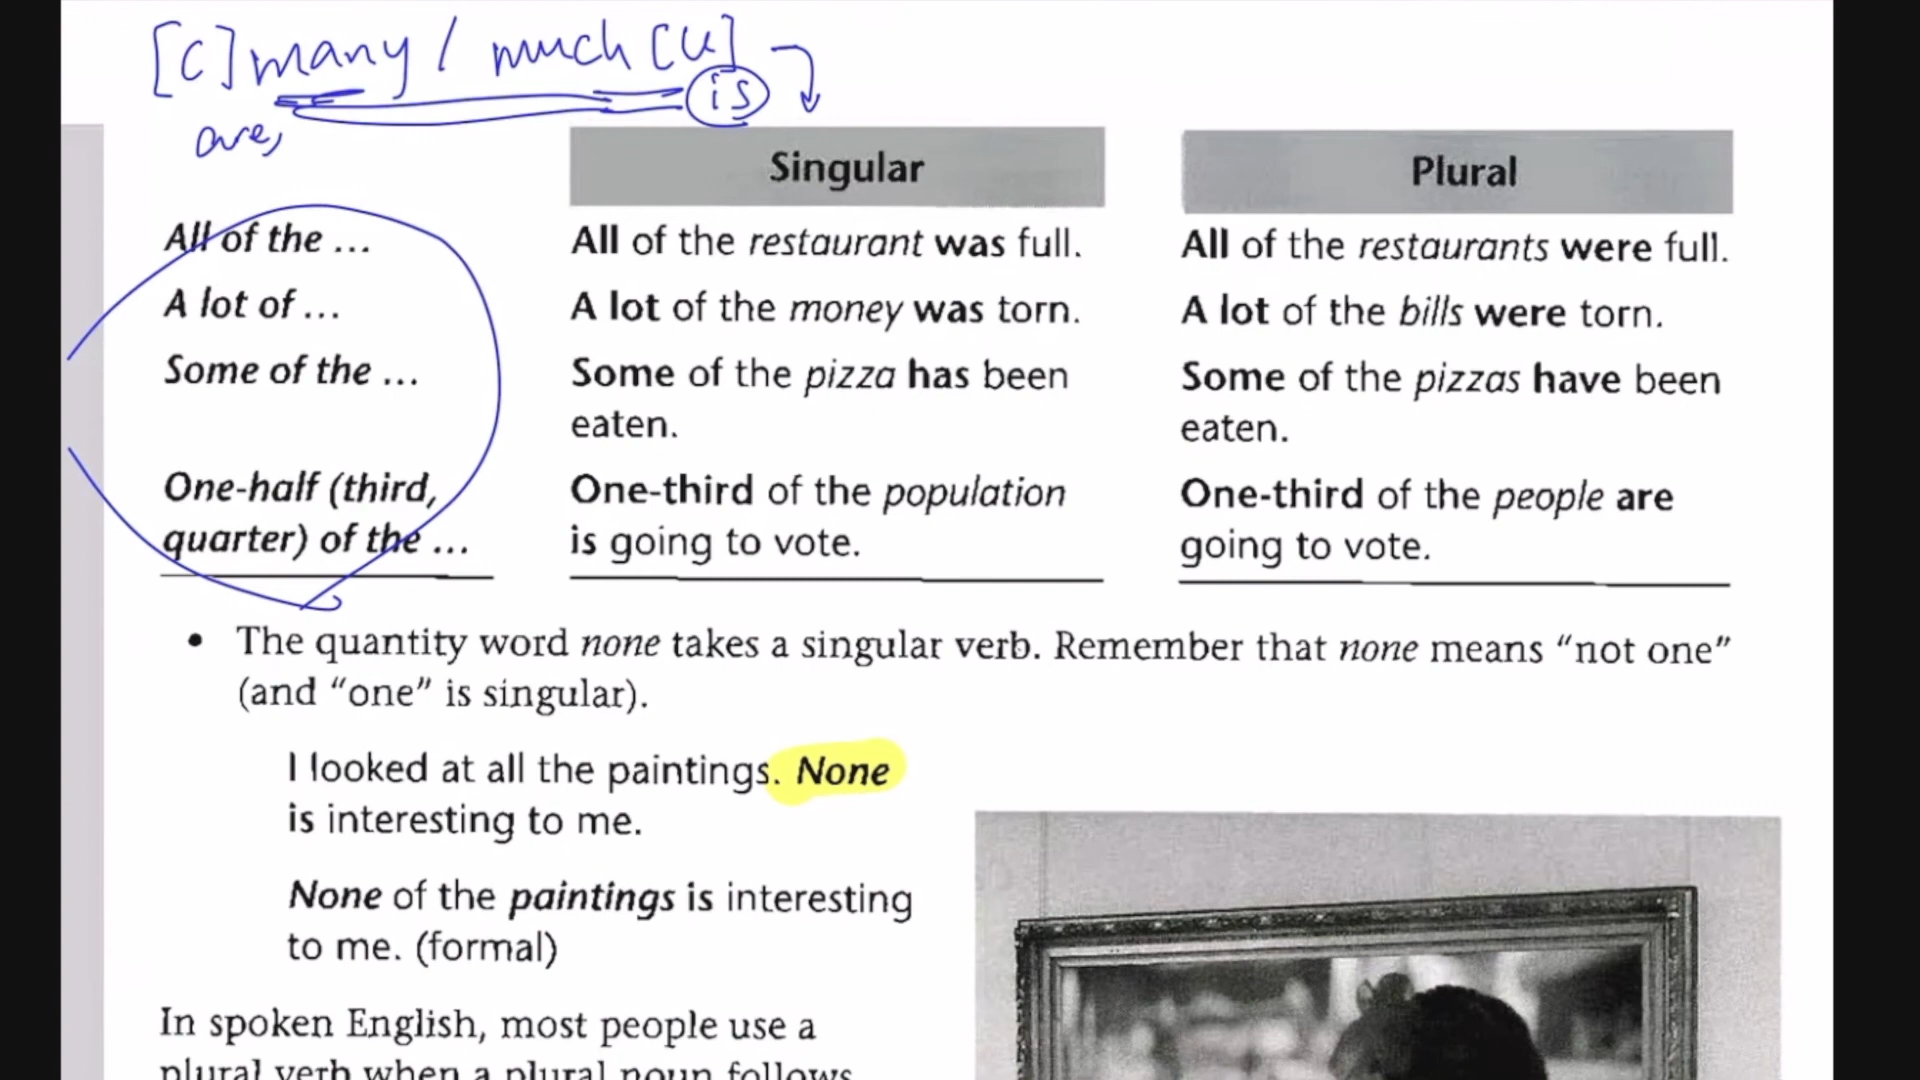 [C] many / much [U]
is
are,
Singular
Plural
All of the ...
All of the restaurant was full.
All of the restaurants were full.
A lot of ...
A lot of the money was torn.
A lot of the bills were torn.
Some of the ...
Some of the pizza has been
eaten.
Some of the pizzas have been
eaten.
One-half (third,
quarter) of the ...
One-third of the population
is going to vote.
One-third of the people are
going to vote.
• The quantity word none takes a singular verb. Remember that none means “not one”
(and “one” is singular).
I looked at all the paintings. None
is interesting to me.
None of the paintings is interesting
to me. (formal)
In spoken English, most people use a
plural verb when a plural noun follows